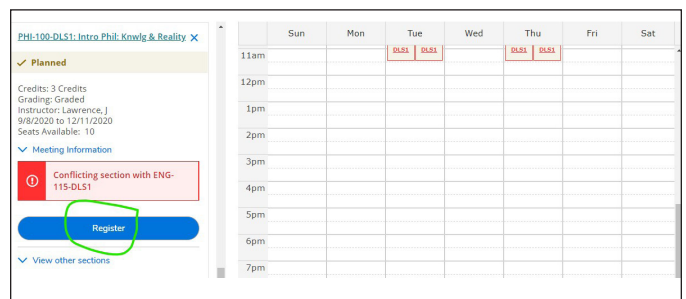 PHI-100-DLS1: Intro Phil: Knwlg & Reality
Planned
Credits: 3 Credits
Grading: Graded
Instructor: Lawrence, J
9/8/2020 to 12/11/2020
Seats Available: 10
Meeting Information
Conflicting section with ENG-
115-DLS1
Register
View other sections
Sun Mon Tue Wed Thu Fri Sat
DLS1 DLS1 DLS1 DLS1
11am
12pm
1pm
2pm
3pm
4pm
5pm
6pm
7pm